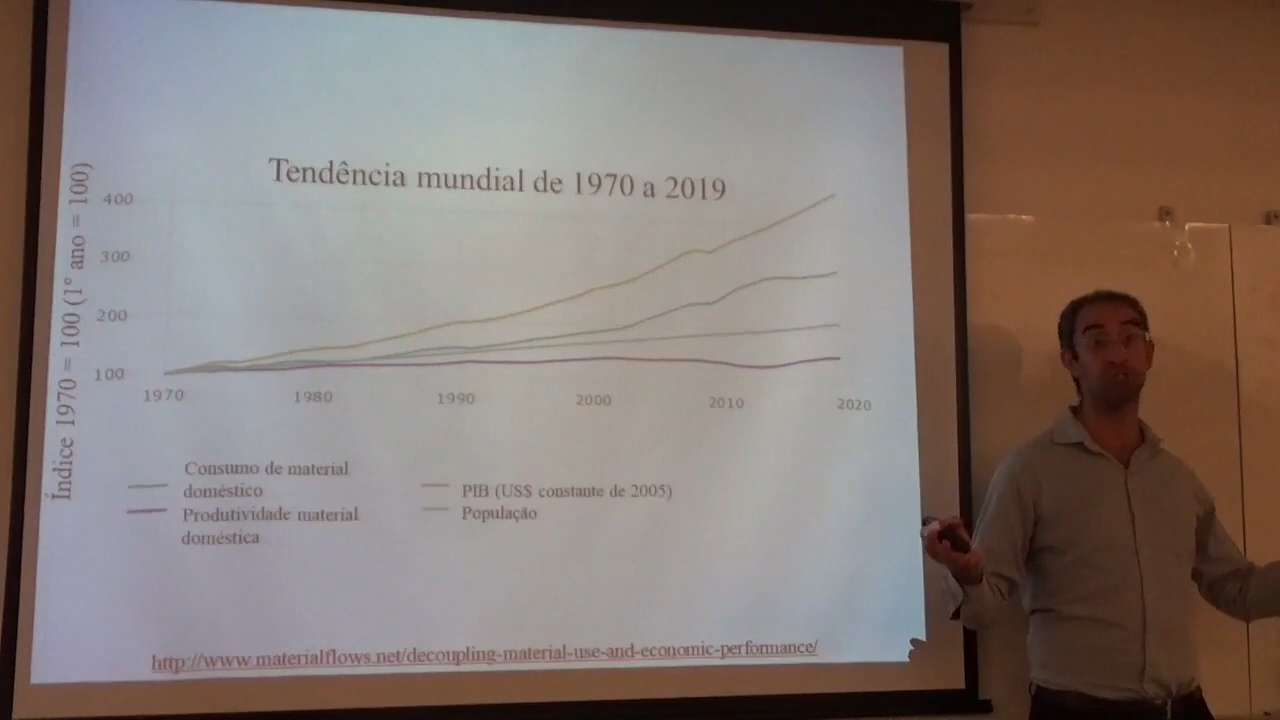 Tendência mundial de 1970 a 2019
Índice 1970 = 100 (1º ano = 100)
400
300
200
100
1970 1980 1990 2000 2010 2020
Consumo de material
doméstico
Produtividade material
doméstica
PIB (US$ constante de 2005)
População
http://www.materialflows.net/decoupling-material-use-and-economic-performance/